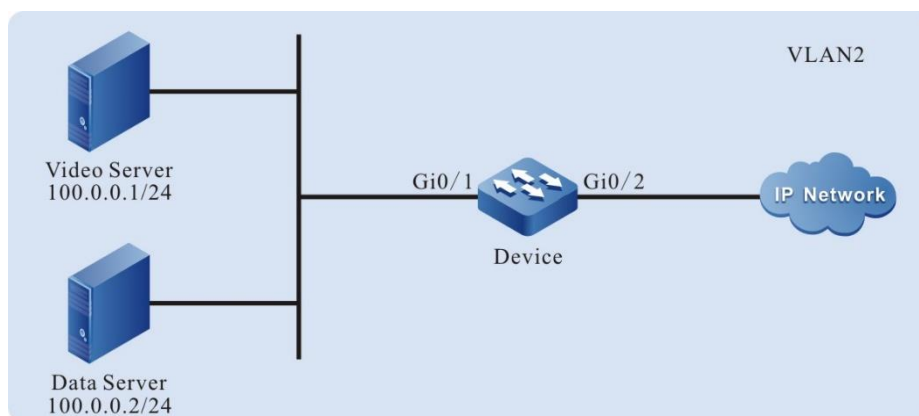 VLAN2
Video Server
100.0.0.1/24
Gi0/1
Gi0/2
IP Network
Device
Data Server
100.0.0.2/24